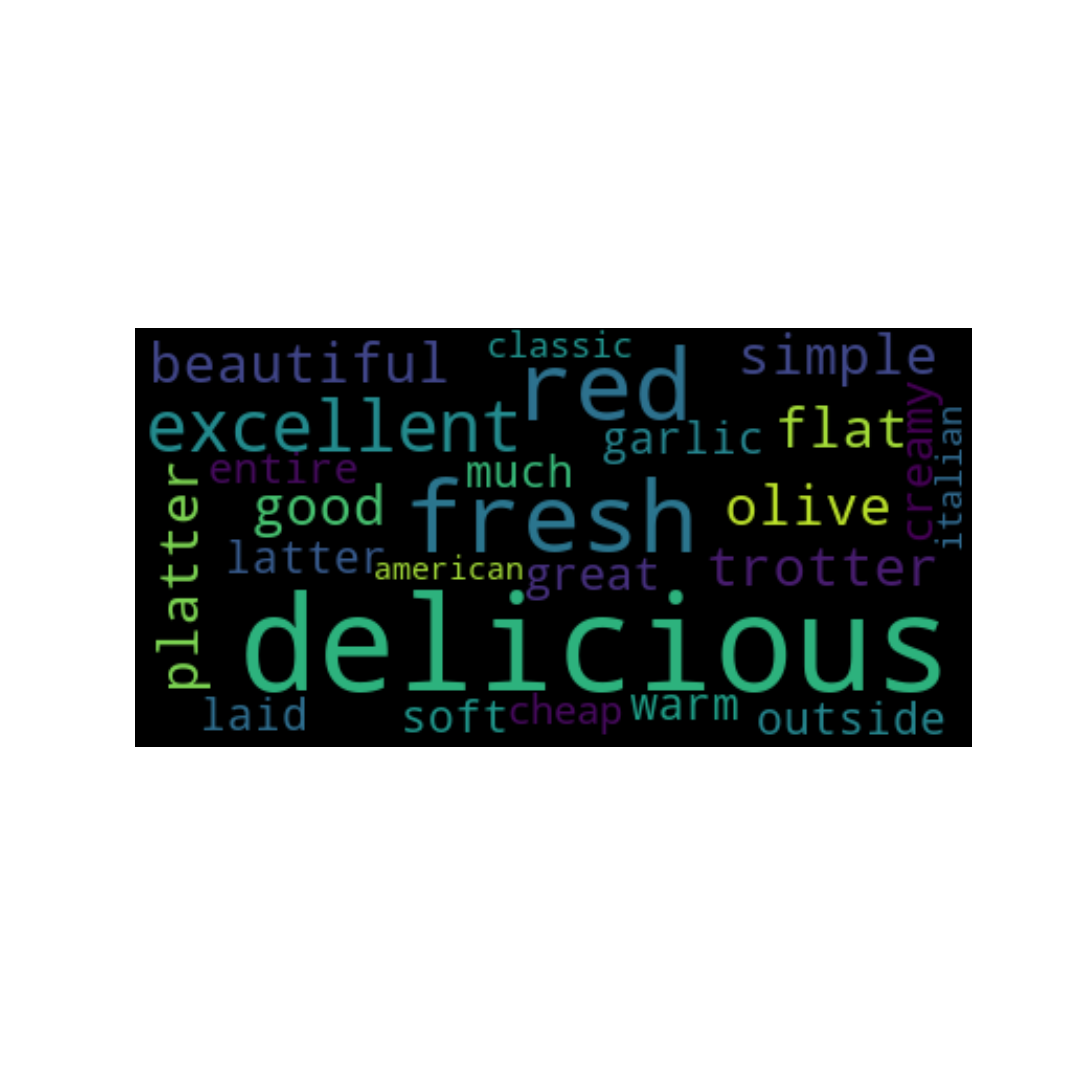 classic
beautiful
simple
red
excellent
garlic
flat
creamy
italian
entire
much
platter
good
fresh
olive
latter
american
great
trotter
delicious
laid
soft
cheap
warm
outside